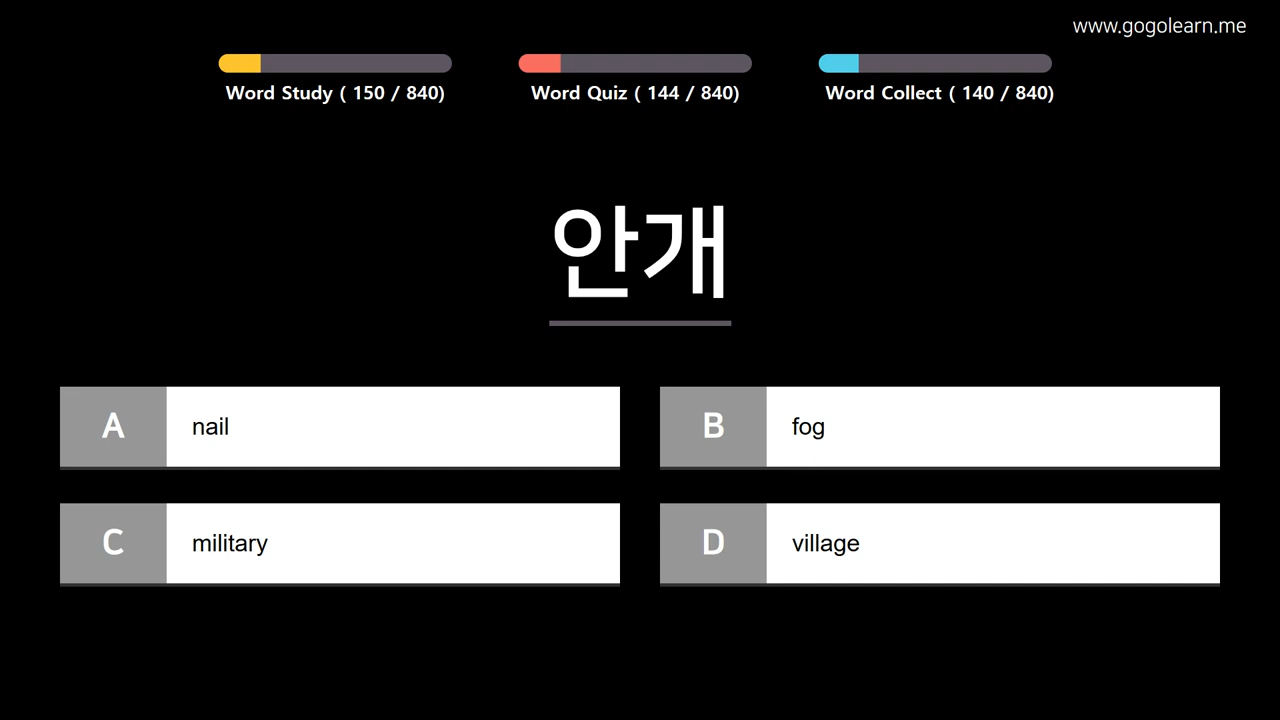 www.gogolearn.me
Word Study ( 150 / 840)
Word Quiz ( 144 / 840)
Word Collect ( 140 / 840)
안개
A nail
B fog
C military
D village